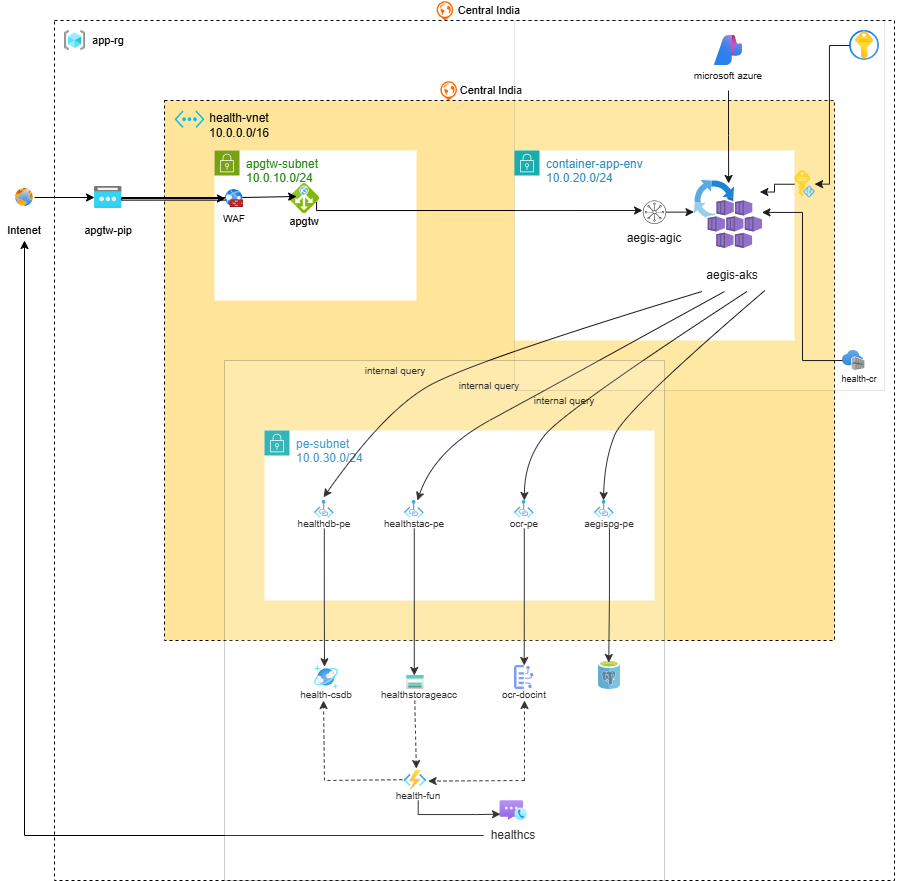 Central India
app-rg
microsoft azure
Central India
health-vnet
10.0.0.0/16
apgtw-subnet
10.0.10.0/24
container-app-env
10.0.20.0/24
Intenet
apgtw-pip
WAF
apgtw
aegis-agic
aegis-aks
internal query
internal query
internal query
health-cr
pe-subnet
10.0.30.0/24
healthdb-pe
healthstac-pe
ocr-pe
aegispg-pe
health-csdb
healthstorageacc
ocr-docint
health-fun
healthcs